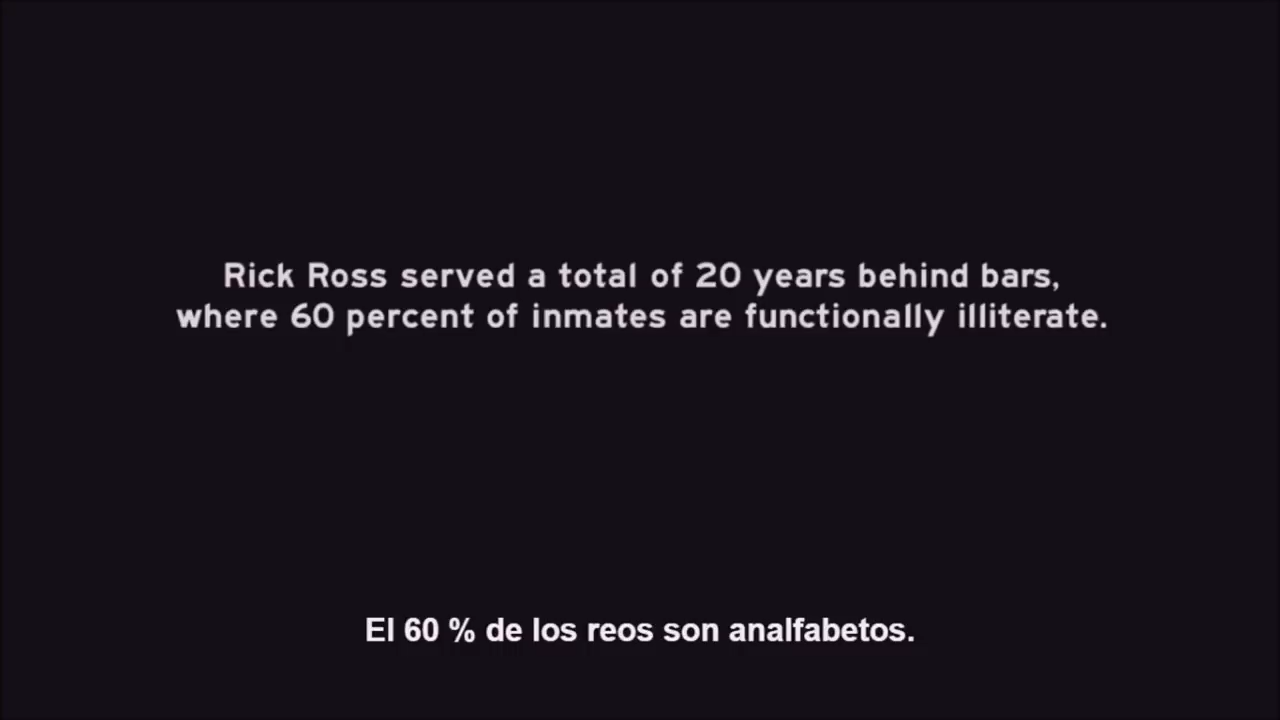 Rick Ross served a total of 20 years behind bars,
where 60 percent of inmates are functionally illiterate.
El 60 % de los reos son analfabetos.